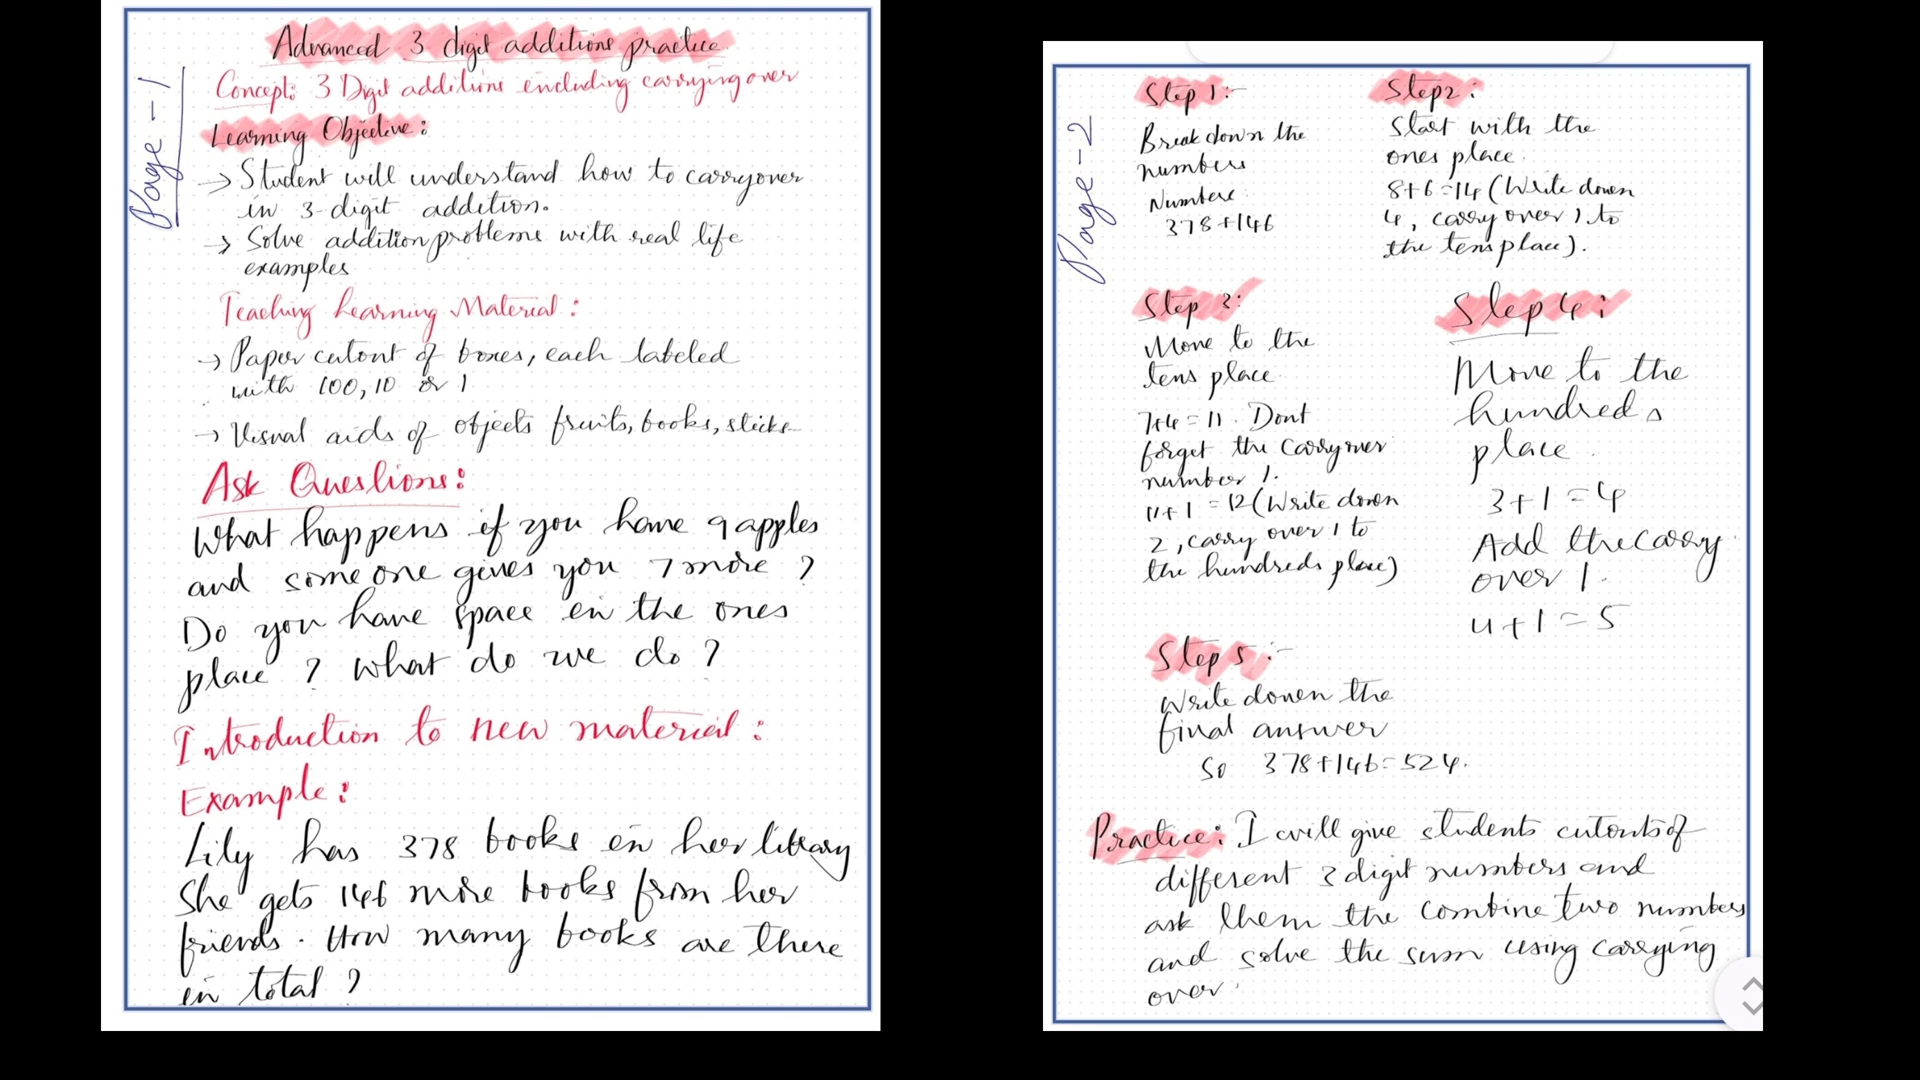 Page - 1
Advanced 3 digit additions practice
Concept: 3 Digit additions including carrying over
Learning Objective:
→ Student will understand how to carryover
in 3-digit addition.
→ Solve addition problems with real life
examples
Teaching Learning Material:
→ Paper cutout of boxes, each labeled
with 100, 10 or 1
→ Visual aids of objects fruits, books, sticks
Ask Questions:
What happens if you have 9 apples
and someone gives you 7 more ?
Do you have space in the ones
place ? What do we do ?
Introduction to new material:
Example:
Lily has 378 books in her library
She gets 146 more books from her
friends. How many books are there
in total ?
Page - 2
Step 1:-
Break down the
numbers
Numbers:
378+146
Step 2:
Start with the
ones place.
8+6=14 (Write down
4, carry over 1 to
the tens place).
Step 3:
Move to the
tens place.
7+4=11. Dont
forget the carryover
number 1.
11+1=12 (Write down
2, carry over 1 to
the hundreds place)
Step 4:
Move to the
hundreds
place.
3+1=4
Add the carry
over 1.
4+1=5
Step 5:-
Write down the
final answer
So 378+146=524.
Practice: I will give students cutouts of
different 3 digit numbers and
ask them the combine two numbers
and solve the sum using carrying
over.